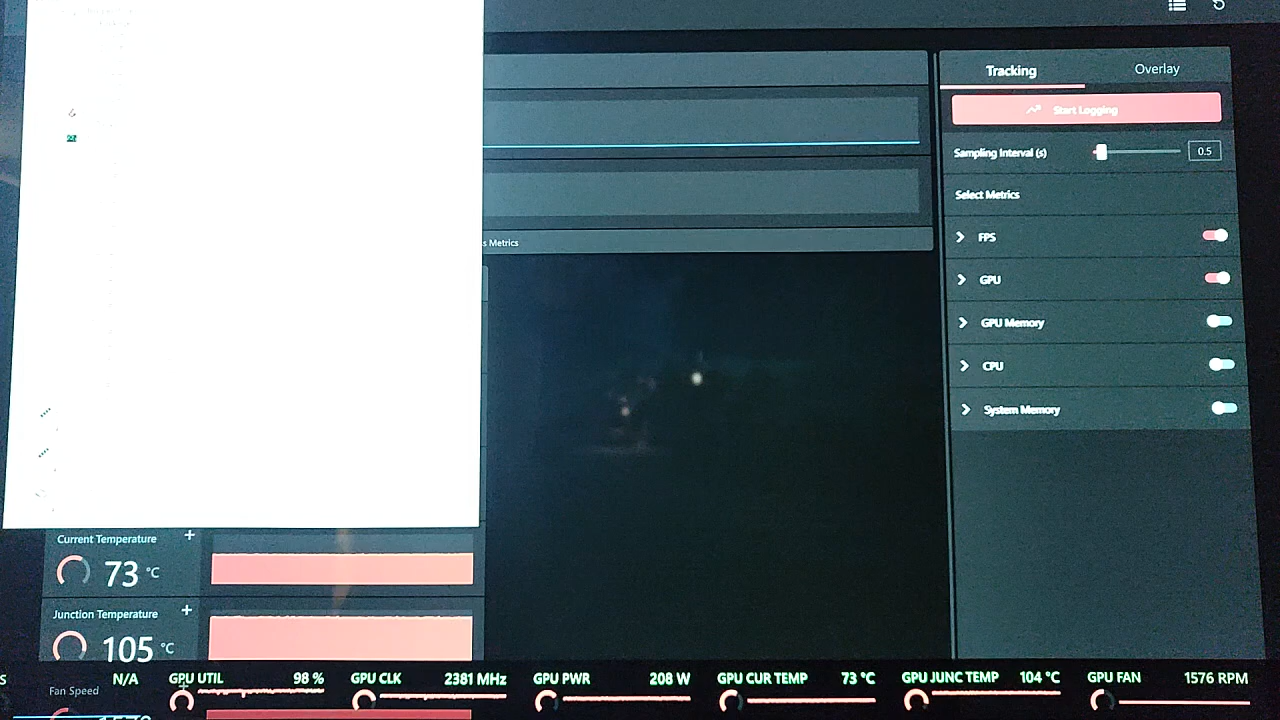 Tracking
Overlay
Start Logging
Sampling Interval (s)
0.5
Select Metrics
s Metrics
FPS
GPU
GPU Memory
CPU
System Memory
Current Temperature
+
73 °C
Junction Temperature
+
105 °C
S N/A GPU UTIL 98 % GPU CLK 2381 MHz GPU PWR 208 W GPU CUR TEMP 73 °C GPU JUNC TEMP 104 °C GPU FAN 1576 RPM
Fan Speed